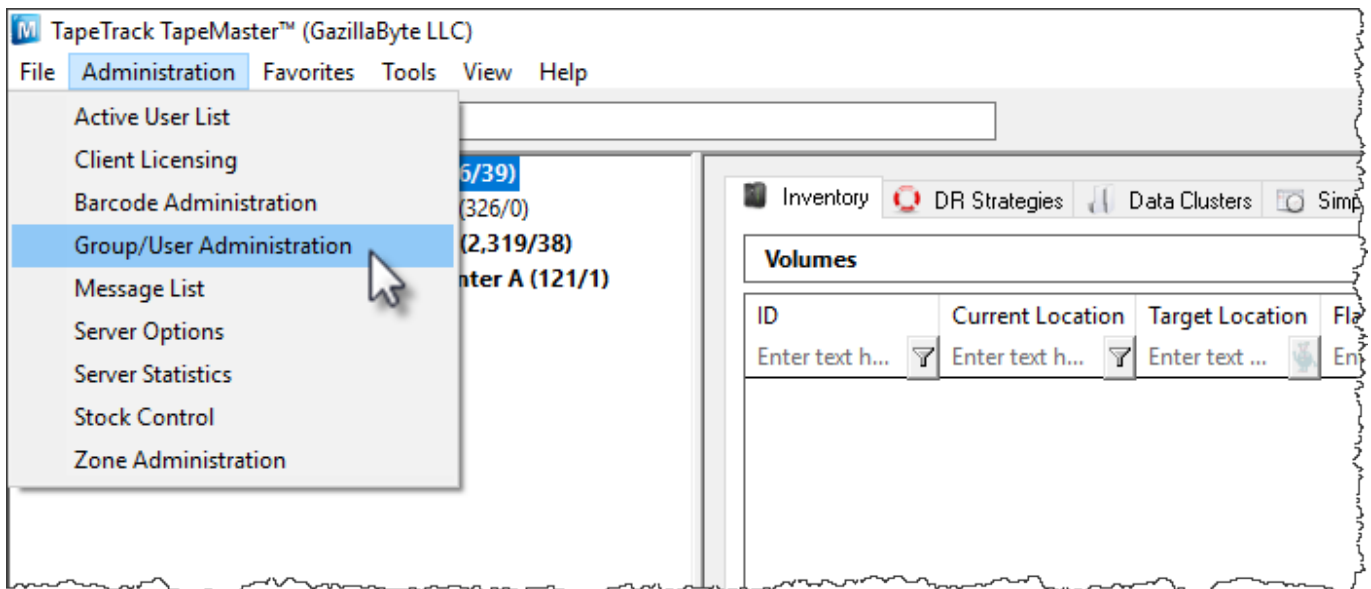 TapeTrack TapeMaster™ (GazillaByte LLC)
File Administration Favorites Tools View Help
Active User List
Client Licensing
Barcode Administration
Group/User Administration
Message List
Server Options
Server Statistics
Stock Control
Zone Administration
6/39)
(326/0)
(2,319/38)
nter A (121/1)
Inventory DR Strategies Data Clusters Simp
Volumes
ID Current Location Target Location Fla
Enter text h... Enter text h... Enter text ... En